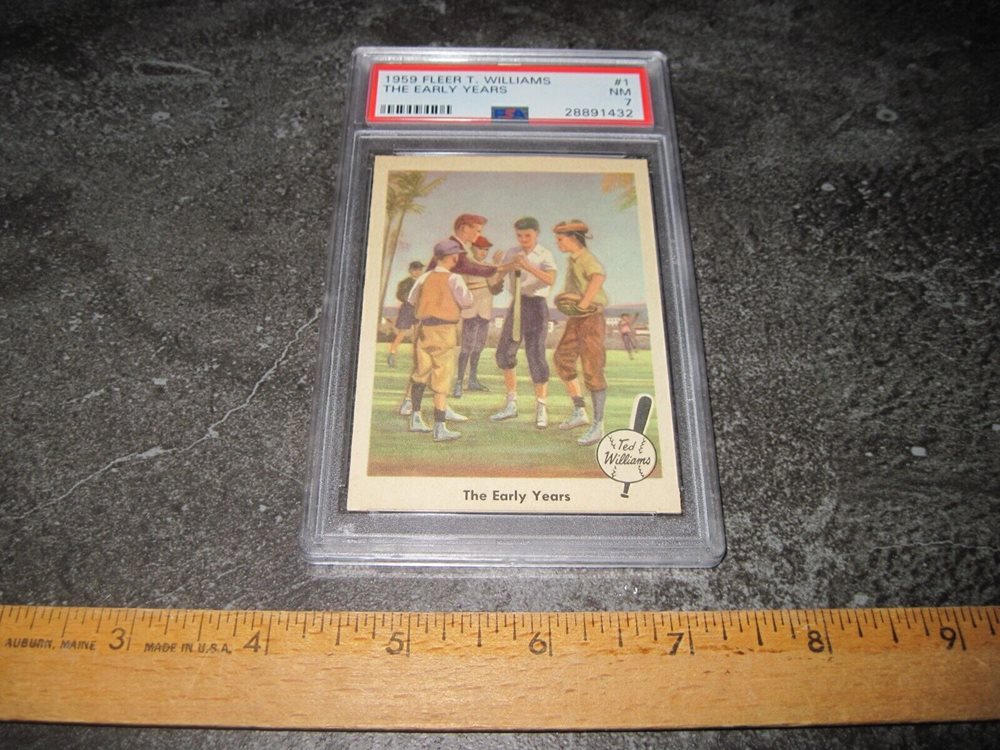 1959 FLEER T. WILLIAMS #1
THE EARLY YEARS NM
7
PSA 28891432
Ted
Williams
The Early Years
AUBURN, MAINE 3 MADE IN U.S.A. 4 5 6 7 8 9